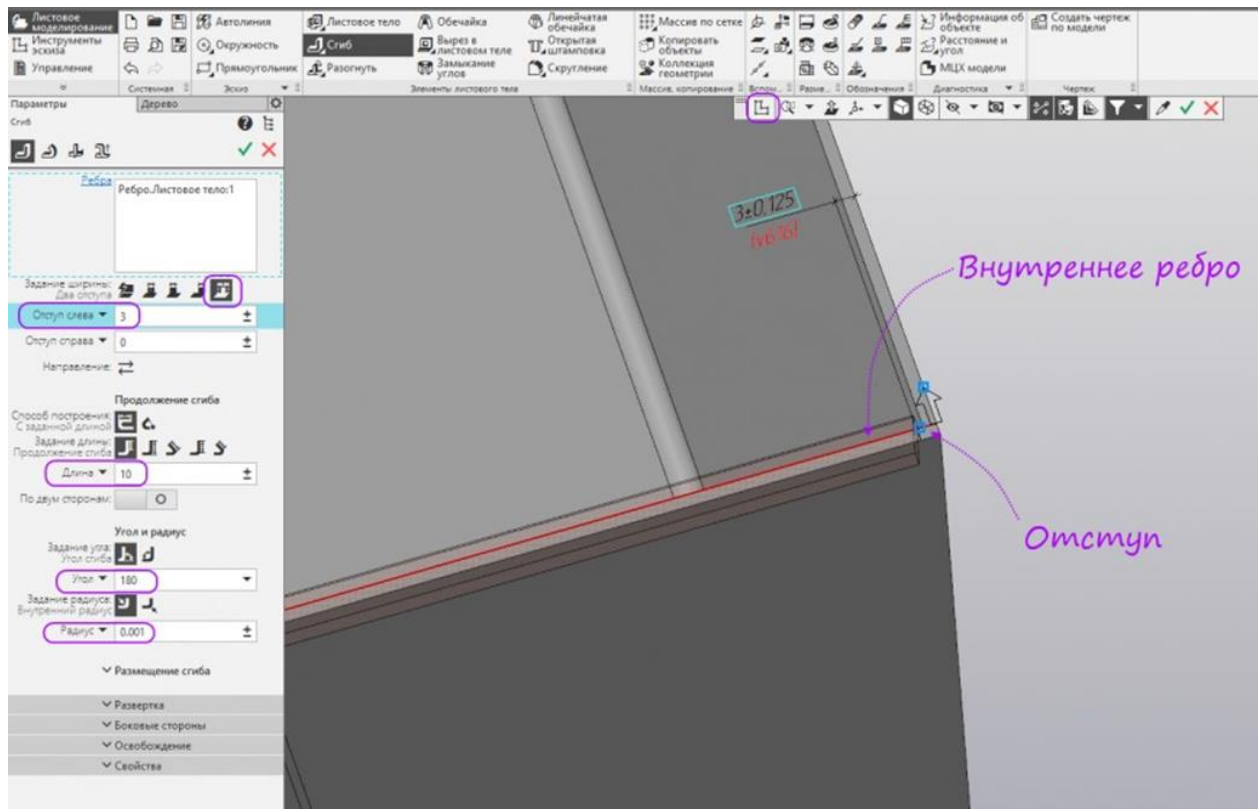 Листовое моделирование
Инструменты эскиза
Управление
Автолиния
Окружность
Прямоугольник
Листовое тело
Сгиб
Разогнуть
Обечайка
Вырез в листовом теле
Замыкание углов
Линейчатая обечайка
Открытая штамповка
Скругление
Массив по сетке
Копировать объекты
Коллекция геометрии
Информация об объекте
Расстояние и угол
МЦХ модели
Создать чертеж по модели
Системная
Эскиз
Элементы листового тела
Массив, копирование
Вспом...
Разме...
Обозначения
Диагностика
Чертеж
Параметры
Дерево
Сгиб
Ребра
Ребро.Листовое тело:1
Задание ширины:
Два отступа
Отступ слева
3
Отступ справа
0
Направление:
Продолжение сгиба
Способ построения:
С заданной длиной
Задание длины:
Продолжение сгиба
Длина
10
По двум сторонам:
Угол и радиус
Задание угла:
Угол сгиба
Угол
180
Задание радиуса:
Внутренний радиус
Радиус
0.001
Размещение сгиба
Развертка
Боковые стороны
Освобождение
Свойства
3±0,125
Внутреннее ребро
Отступ